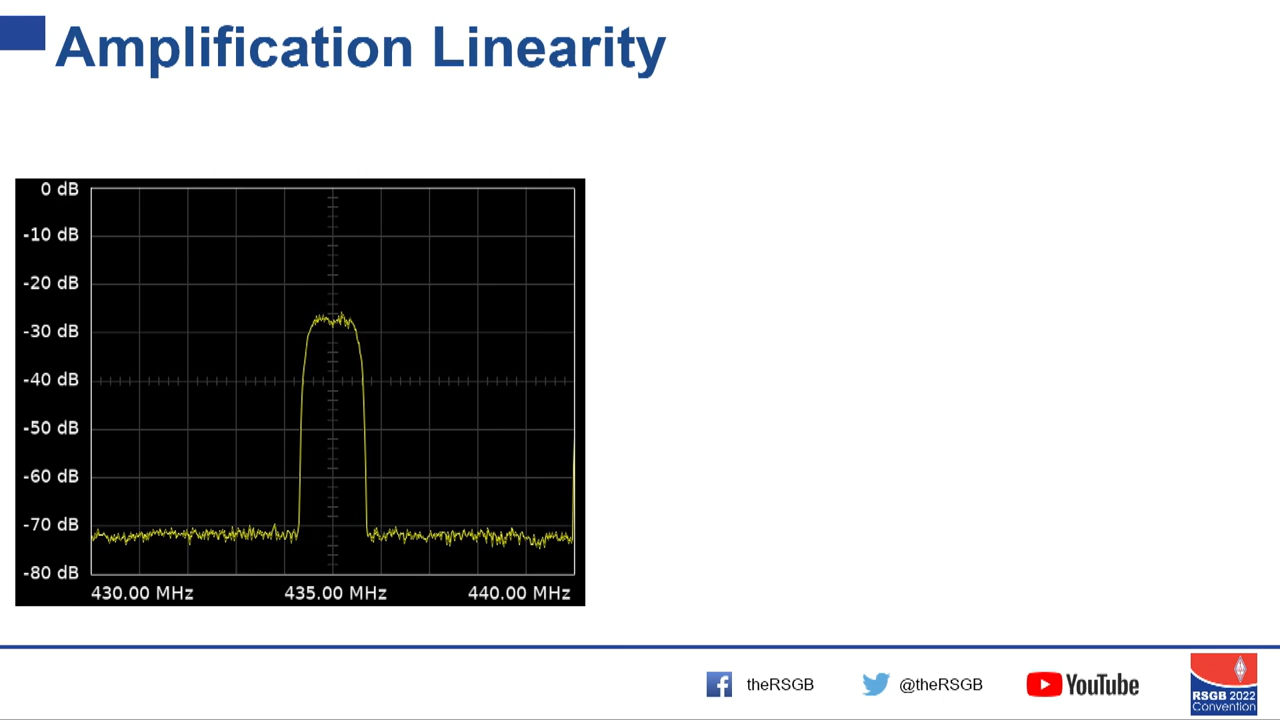 Amplification Linearity
0 dB
-10 dB
-20 dB
-30 dB
-40 dB
-50 dB
-60 dB
-70 dB
-80 dB
430.00 MHz 435.00 MHz 440.00 MHz
theRSGB @theRSGB YouTube
RSGB 2022
Convention